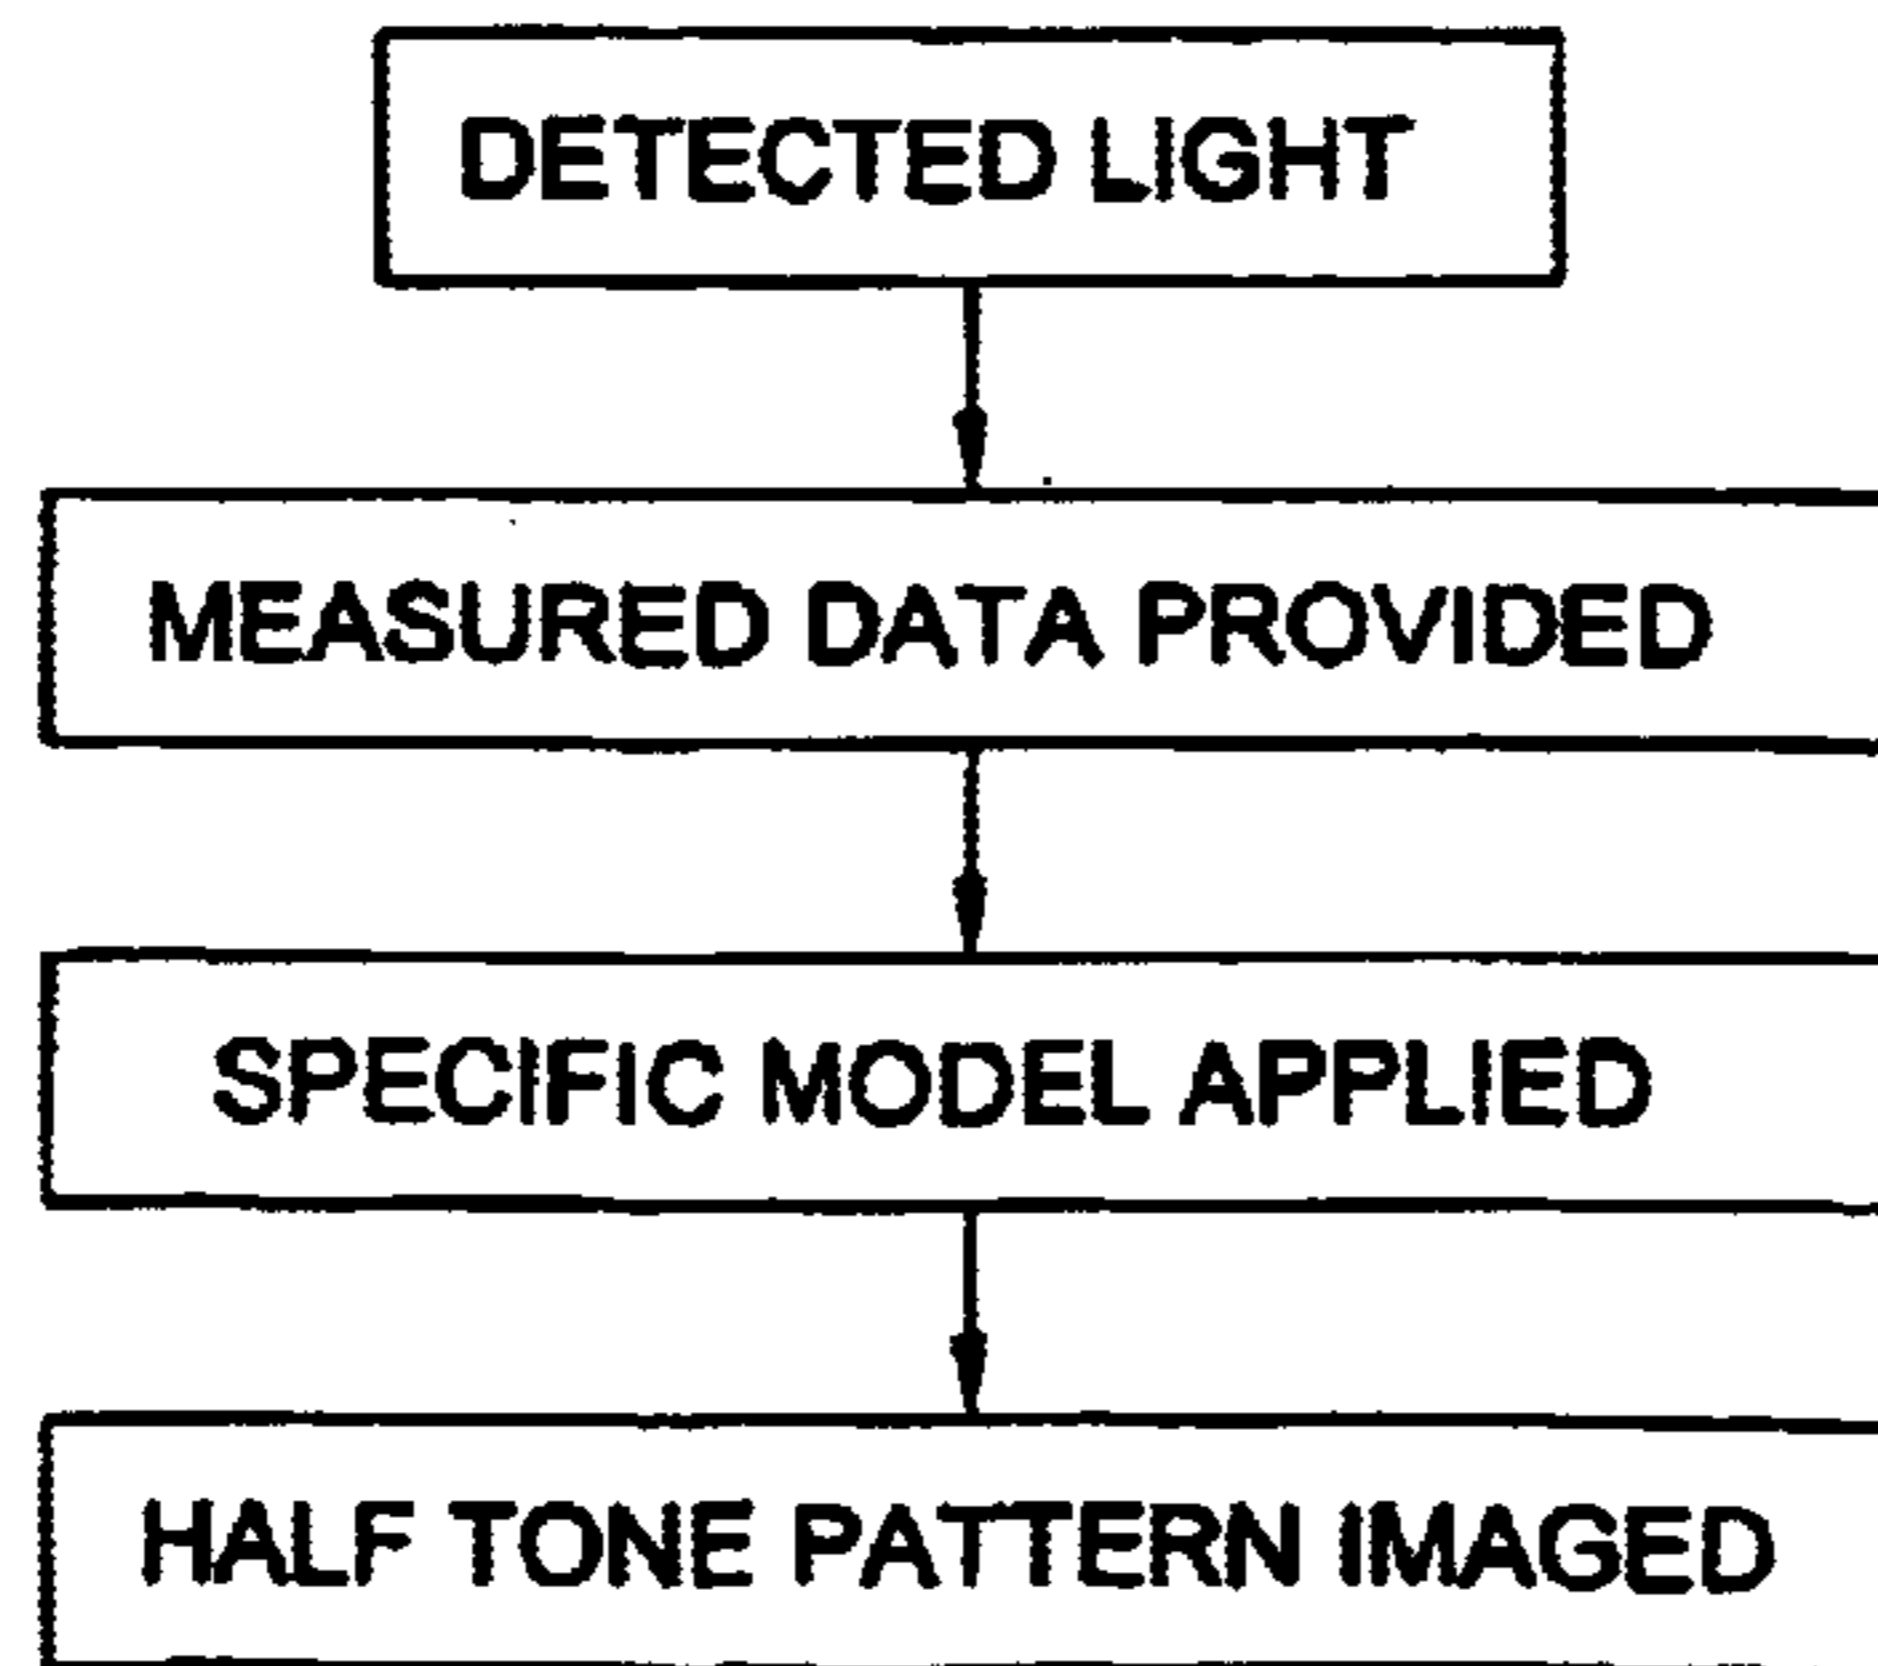 DETECTED LIGHT
MEASURED DATA PROVIDED
SPECIFIC MODEL APPLIED
HALF TONE PATTERN IMAGED